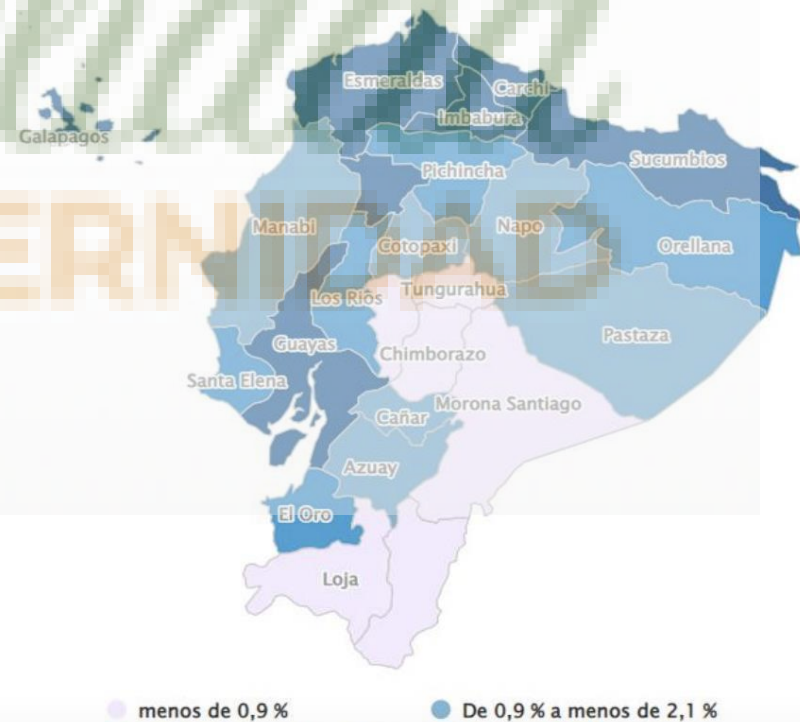 Esmeraldas
Carchi
Imbabura
Galapagos
Sucumbios
Pichincha
Manabi
Cotopaxi
Napo
Orellana
Los Rios
Tungurahua
Guayas
Chimborazo
Pastaza
Santa Elena
Cañar
Morona Santiago
Azuay
El Oro
Loja
menos de 0,9 %
De 0,9 % a menos de 2,1 %